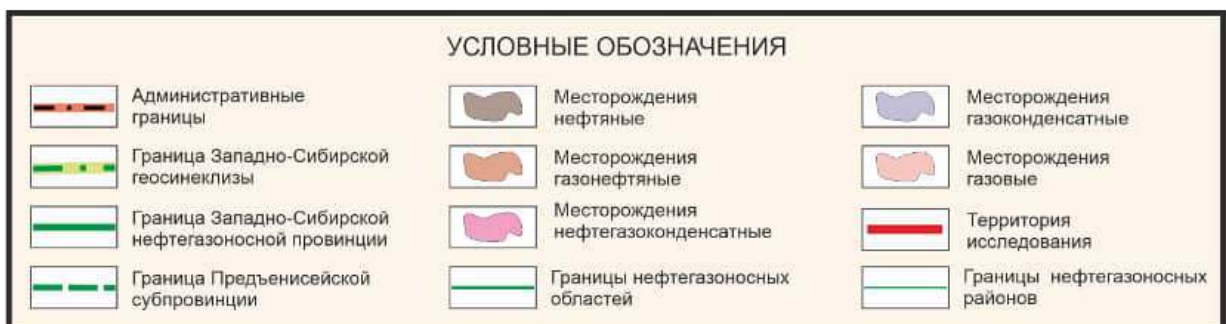 УСЛОВНЫЕ ОБОЗНАЧЕНИЯ
Административные
границы
Граница Западно-Сибирской
геосинеклизы
Граница Западно-Сибирской
нефтегазоносной провинции
Граница Предъенисейской
субпровинции
Месторождения
нефтяные
Месторождения
газонефтяные
Месторождения
нефтегазоконденсатные
Границы нефтегазоносных
областей
Месторождения
газоконденсатные
Месторождения
газовые
Территория
исследования
Границы нефтегазоносных
районов